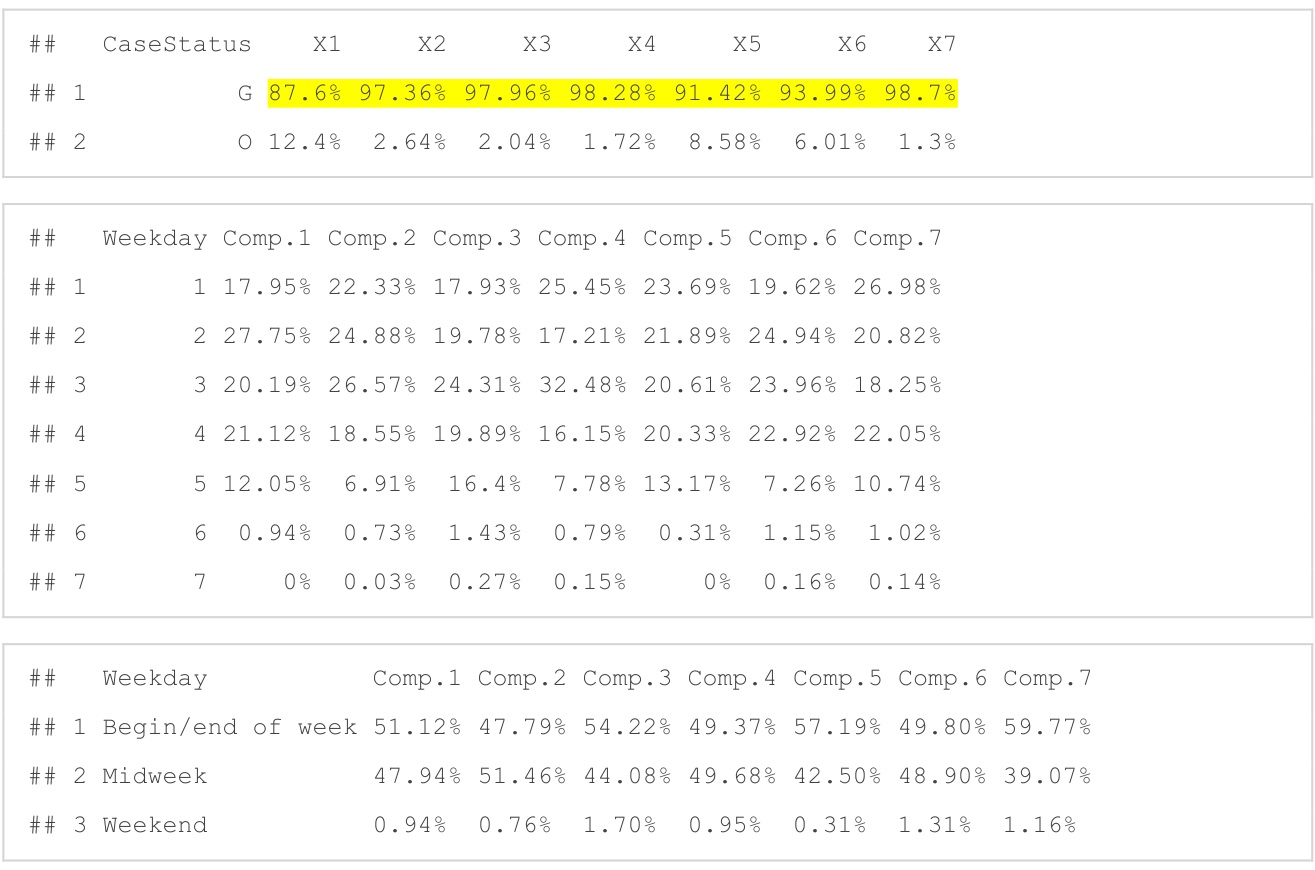 ##   CaseStatus    X1     X2     X3     X4     X5     X6    X7
## 1          G 87.6% 97.36% 97.96% 98.28% 91.42% 93.99% 98.7%
## 2          O 12.4%  2.64%  2.04%  1.72%  8.58%  6.01%  1.3%
##   Weekday Comp.1 Comp.2 Comp.3 Comp.4 Comp.5 Comp.6 Comp.7
## 1       1 17.95% 22.33% 17.93% 25.45% 23.69% 19.62% 26.98%
## 2       2 27.75% 24.88% 19.78% 17.21% 21.89% 24.94% 20.82%
## 3       3 20.19% 26.57% 24.31% 32.48% 20.61% 23.96% 18.25%
## 4       4 21.12% 18.55% 19.89% 16.15% 20.33% 22.92% 22.05%
## 5       5 12.05%  6.91%  16.4%  7.78% 13.17%  7.26% 10.74%
## 6       6  0.94%  0.73%  1.43%  0.79%  0.31%  1.15%  1.02%
## 7       7     0%  0.03%  0.27%  0.15%     0%  0.16%  0.14%
##   Weekday           Comp.1 Comp.2 Comp.3 Comp.4 Comp.5 Comp.6 Comp.7
## 1 Begin/end of week 51.12% 47.79% 54.22% 49.37% 57.19% 49.80% 59.77%
## 2 Midweek           47.94% 51.46% 44.08% 49.68% 42.50% 48.90% 39.07%
## 3 Weekend           0.94%  0.76%  1.70%  0.95%  0.31%  1.31%  1.16%